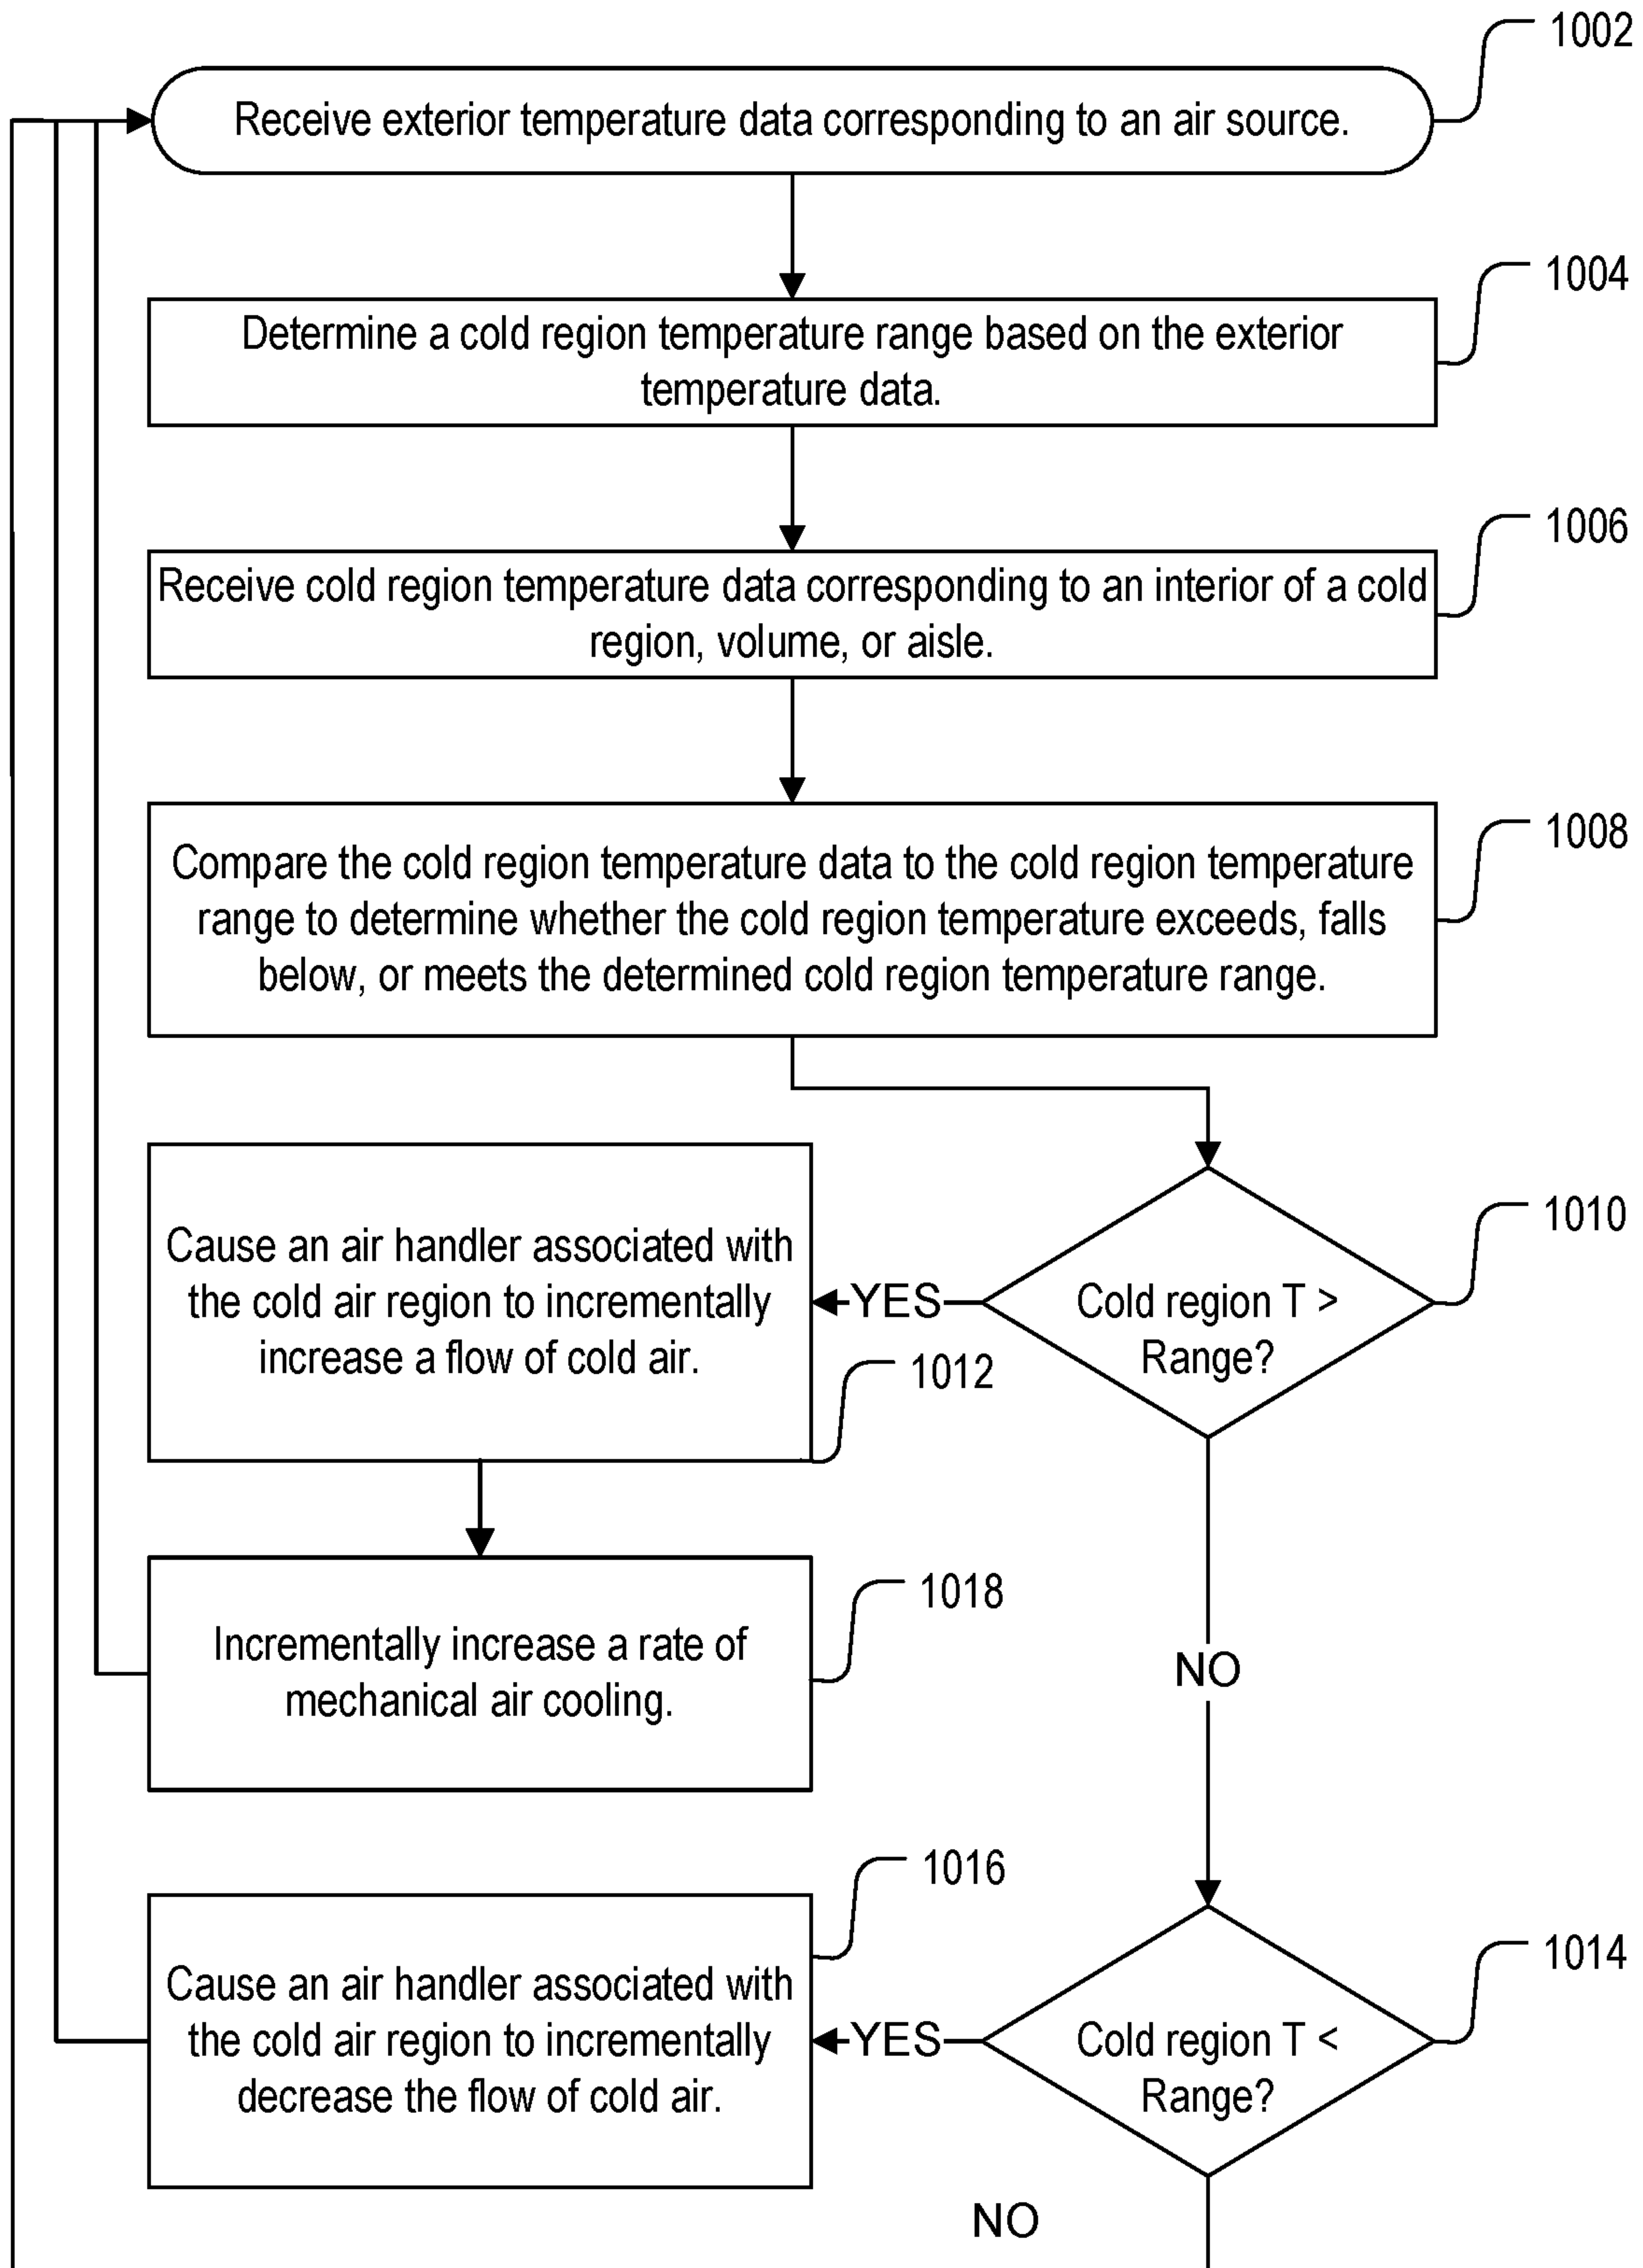 1002
Receive exterior temperature data corresponding to an air source.
1004
Determine a cold region temperature range based on the exterior
temperature data.
1006
Receive cold region temperature data corresponding to an interior of a cold
region, volume, or aisle.
1008
Compare the cold region temperature data to the cold region temperature
range to determine whether the cold region temperature exceeds, falls
below, or meets the determined cold region temperature range.
1010
Cause an air handler associated with
the cold air region to incrementally
increase a flow of cold air.
YES
Cold region T >
Range?
1012
1018
Incrementally increase a rate of
mechanical air cooling.
NO
1016
1014
Cause an air handler associated with
the cold air region to incrementally
decrease the flow of cold air.
YES
Cold region T <
Range?
NO